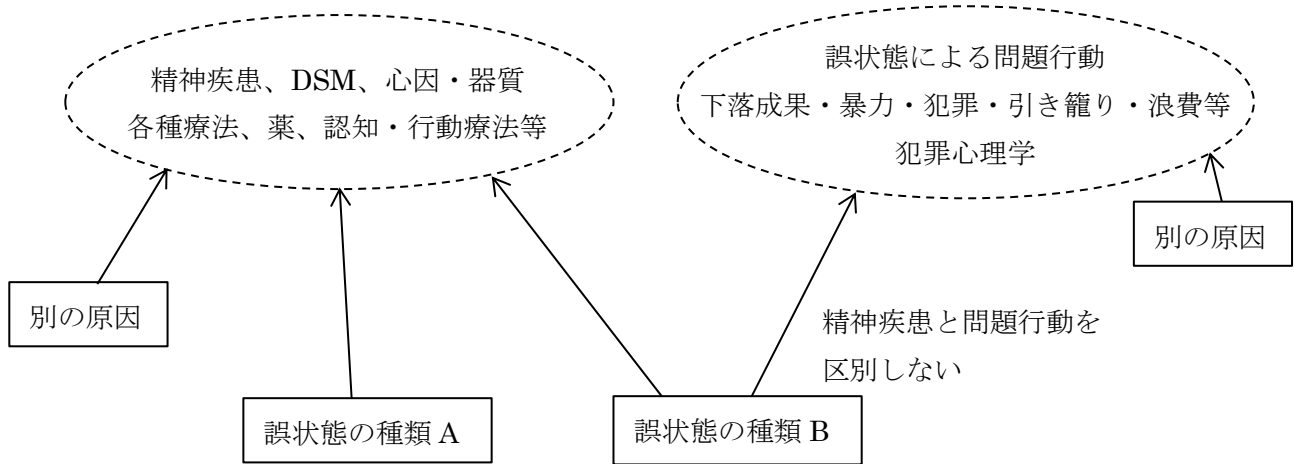 精神疾患、DSM、心因・器質
各種療法、薬、認知・行動療法等
誤状態による問題行動
下落成果・暴力・犯罪・引き籠り・浪費等
犯罪心理学
別の原因
別の原因
精神疾患と問題行動を
区別しない
誤状態の種類 A
誤状態の種類 B